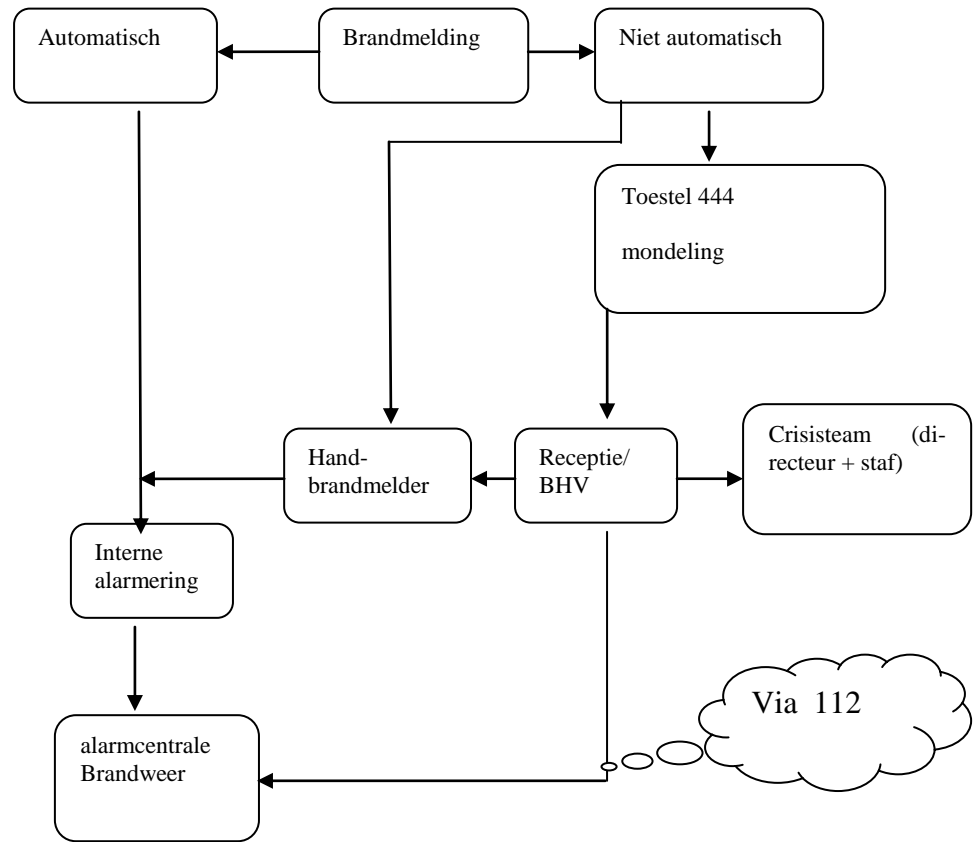 Automatisch
Brandmelding
Niet automatisch
Toestel 444
mondeling
Hand-
brandmelder
Receptie/
BHV
Crisisteam (di-
recteur + staf)
Interne
alarmering
Via 112
alarmcentrale
Brandweer